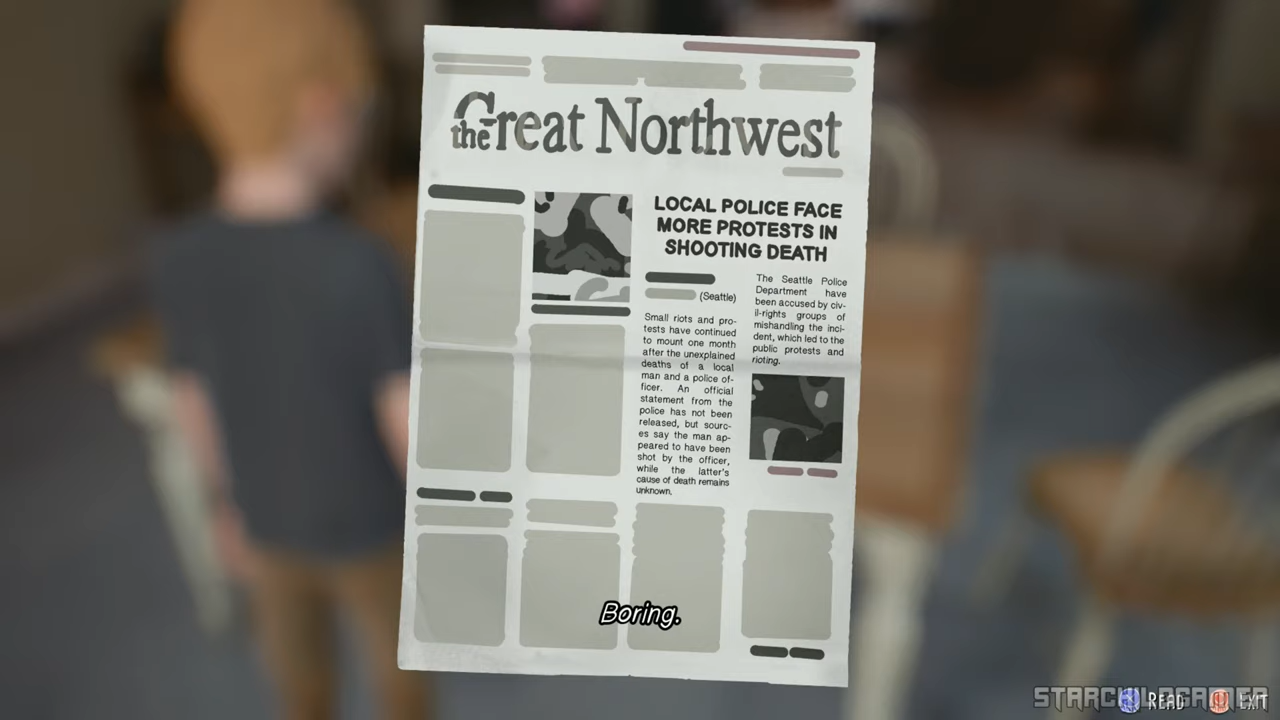 the Great Northwest
LOCAL POLICE FACE
MORE PROTESTS IN
SHOOTING DEATH
(Seattle)
Small riots and pro-
tests have continued
to mount one month
after the unexplained
deaths of a local
man and a police of-
ficer. An official
statement from the
police has not been
released, but sourc-
es say the man ap-
peared to have been
shot by the officer,
while the latter's
cause of death remains
unknown.
The Seattle Police
Department have
been accused by civ-
il-rights groups of
mishandling the inci-
dent, which led to the
public protests and
rioting.
Boring.
STARCHILDGAMER
READ EXIT